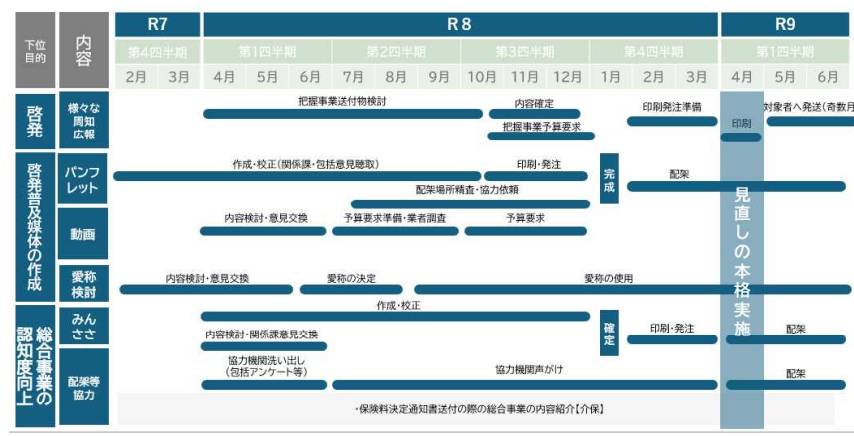 下位
目的
内容
R7
R8
R9
第4四半期
第1四半期
第2四半期
第3四半期
第4四半期
第1四半期
2月
3月
4月
5月
6月
7月
8月
9月
10月
11月
12月
1月
2月
3月
4月
5月
6月
啓発
様々な
周知
広報
把握事業送付物検討
内容確定
把握事業予算要求
印刷発注準備
印刷
対象者へ発送(奇数月
啓発普及媒体の作成
パンフ
レット
作成・校正(関係課・包括意見聴取)
印刷・発注
完成
配架
配架場所精査・協力依頼
動画
内容検討・意見交換
予算要求準備・業者調査
予算要求
愛称
検討
内容検討・意見交換
愛称の決定
愛称の使用
見直しの本格実施
総合事業の
認知度向上
みん
ささ
作成・校正
内容検討・関係課意見交換
確定
印刷・発注
配架
配架等
協力
協力機関洗い出し
(包括アンケート等)
協力機関声がけ
配架
・保険料決定通知書送付の際の総合事業の内容紹介【介保】